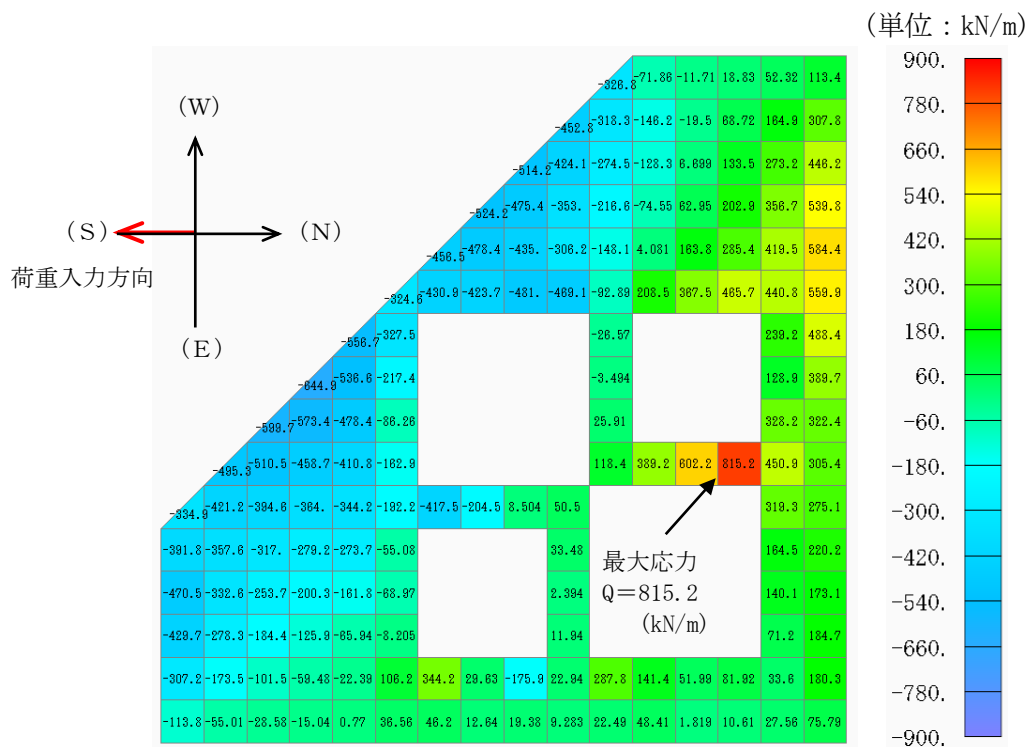 (単位：kN/m)
900.
780.
660.
540.
420.
300.
180.
60.
-60.
-180.
-300.
-420.
-540.
-660.
-780.
-900.
(W)
(S)
(N)
(E)
荷重入力方向
-326.8 -71.86 -11.71 18.83 52.32 113.4
-452.8 -318.3 -146.2 -19.5 68.72 164.9 307.8
-514.2 -424.1 -274.5 -128.3 6.699 133.5 273.2 446.2
-524.2 -475.4 -353. -216.6 -74.55 62.95 202.9 356.7 539.8
-456.5 -478.4 -435. -306.2 -148.1 4.081 163.8 285.4 419.5 584.4
-324.6 -430.9 -423.7 -481. -469.1 -92.89 208.5 367.5 465.7 440.8 559.9
-556.7 -327.5 -26.57 239.2 488.4
-644.9 -536.6 -217.4 -3.494 128.9 389.7
-599.7 -573.4 -478.4 -86.26 25.91 328.2 322.4
-495.3 -510.5 -458.7 -410.8 -162.9 118.4 389.2 602.2 815.2 450.9 305.4
-334.9 -421.2 -394.6 -364. -344.2 -192.2 -417.5 -204.5 8.504 50.5 319.3 275.1
-391.8 -357.6 -317. -279.2 -273.7 -55.08 33.48 164.5 220.2
-470.5 -332.6 -253.7 -200.3 -161.8 -68.97 2.394 140.1 173.1
-429.7 -278.3 -184.4 -125.9 -65.94 -8.205 11.94 71.2 184.7
-307.2 -173.5 -101.5 -59.48 -22.39 106.2 344.2 29.63 -175.9 22.94 287.8 141.4 51.99 81.92 33.6 180.3
-113.8 -55.01 -28.58 -15.04 0.77 36.56 46.2 12.64 19.38 9.283 22.49 48.41 1.819 10.61 27.56 75.79
最大応力
Q＝815.2
(kN/m)